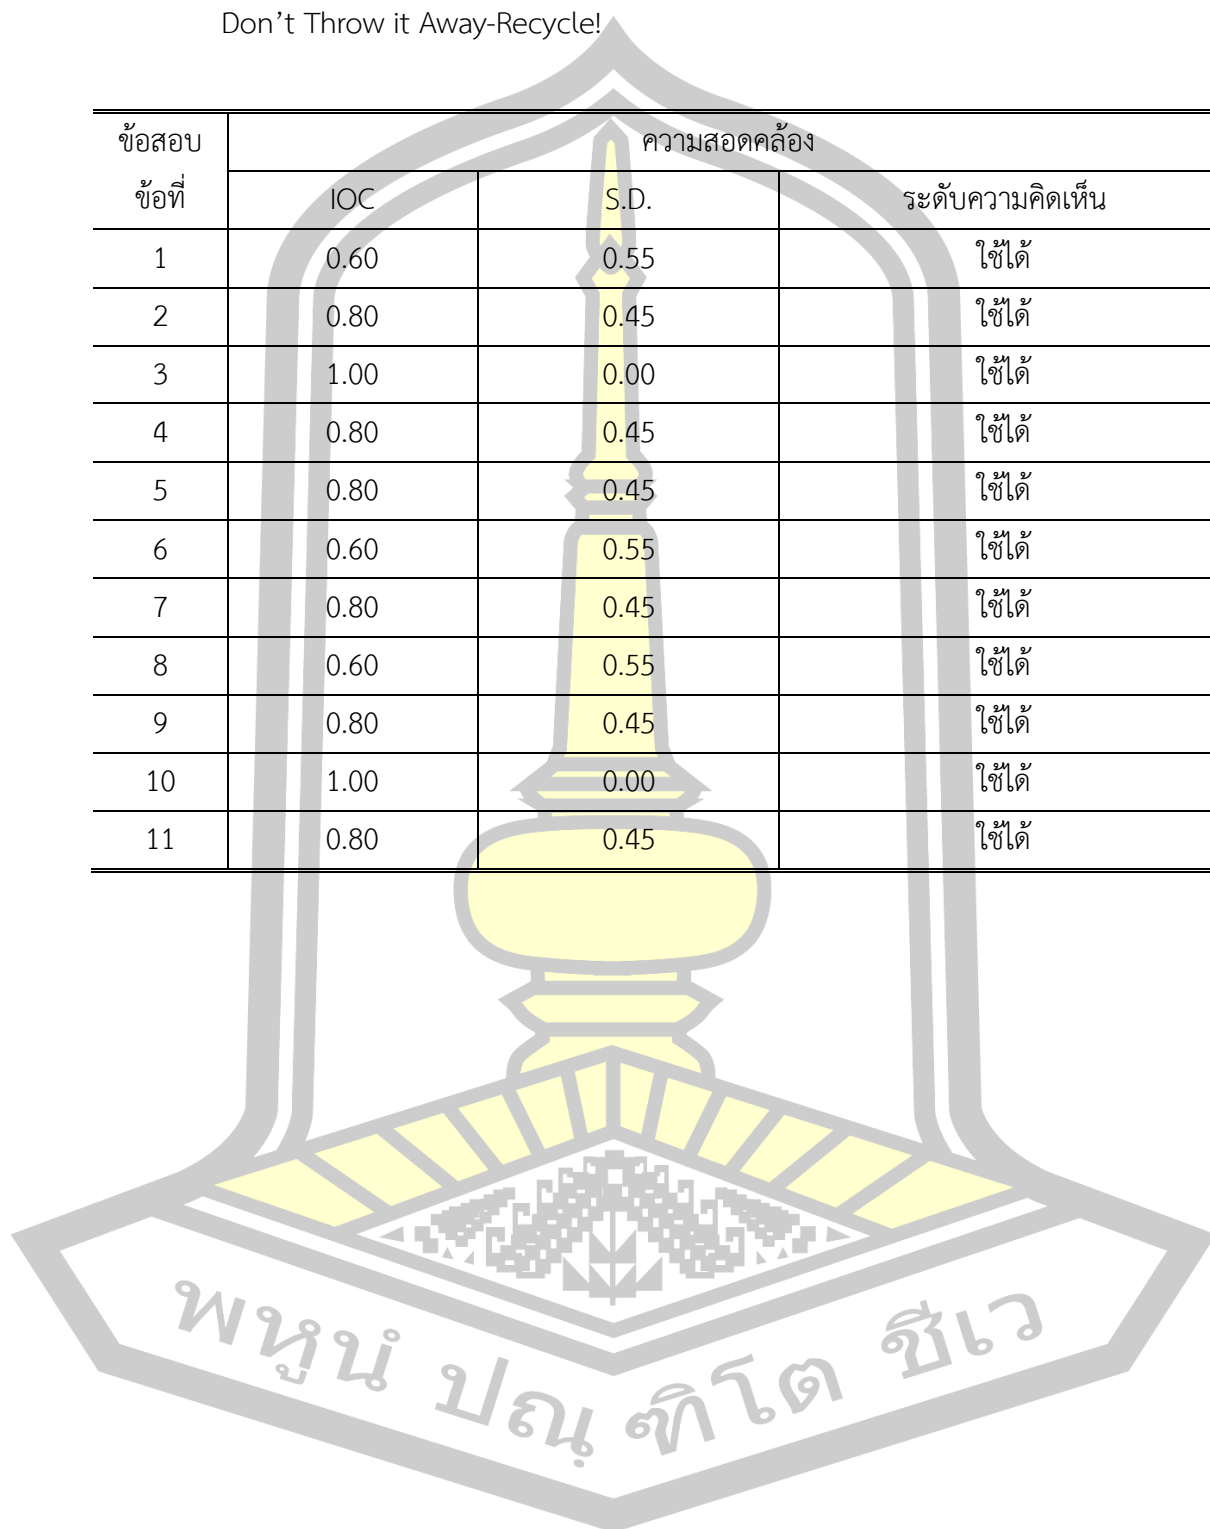 Don’t Throw it Away-Recycle!
ข้อสอบ ความสอดคล้อง
ข้อที่ IOC S.D. ระดับความคิดเห็น
1 0.60 0.55 ใช้ได้
2 0.80 0.45 ใช้ได้
3 1.00 0.00 ใช้ได้
4 0.80 0.45 ใช้ได้
5 0.80 0.45 ใช้ได้
6 0.60 0.55 ใช้ได้
7 0.80 0.45 ใช้ได้
8 0.60 0.55 ใช้ได้
9 0.80 0.45 ใช้ได้
10 1.00 0.00 ใช้ได้
11 0.80 0.45 ใช้ได้
พหูนํ ปณฺฑิโต ชีเว